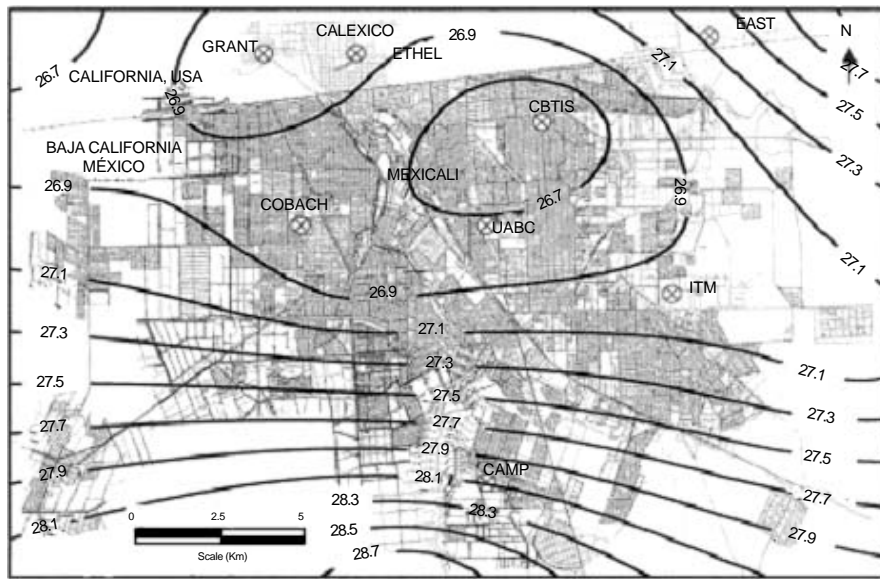 EAST
CALEXICO
N
GRANT
26.9
ETHEL
27.1
27.7
26.7
CALIFORNIA, USA
26.9
27.5
CBTIS
BAJA CALIFORNIA
MÉXICO
27.3
MEXICALI
26.9
26.7
26.9
COBACH
UABC
27.1
27.1
ITM
26.9
27.3
27.1
27.3
27.1
27.5
27.5
27.3
27.7
27.7
27.9
27.5
27.9
28.1
CAMP
27.7
28.3
28.3
28.1
0 2.5 5
28.5
27.9
Scale (Km)
28.7